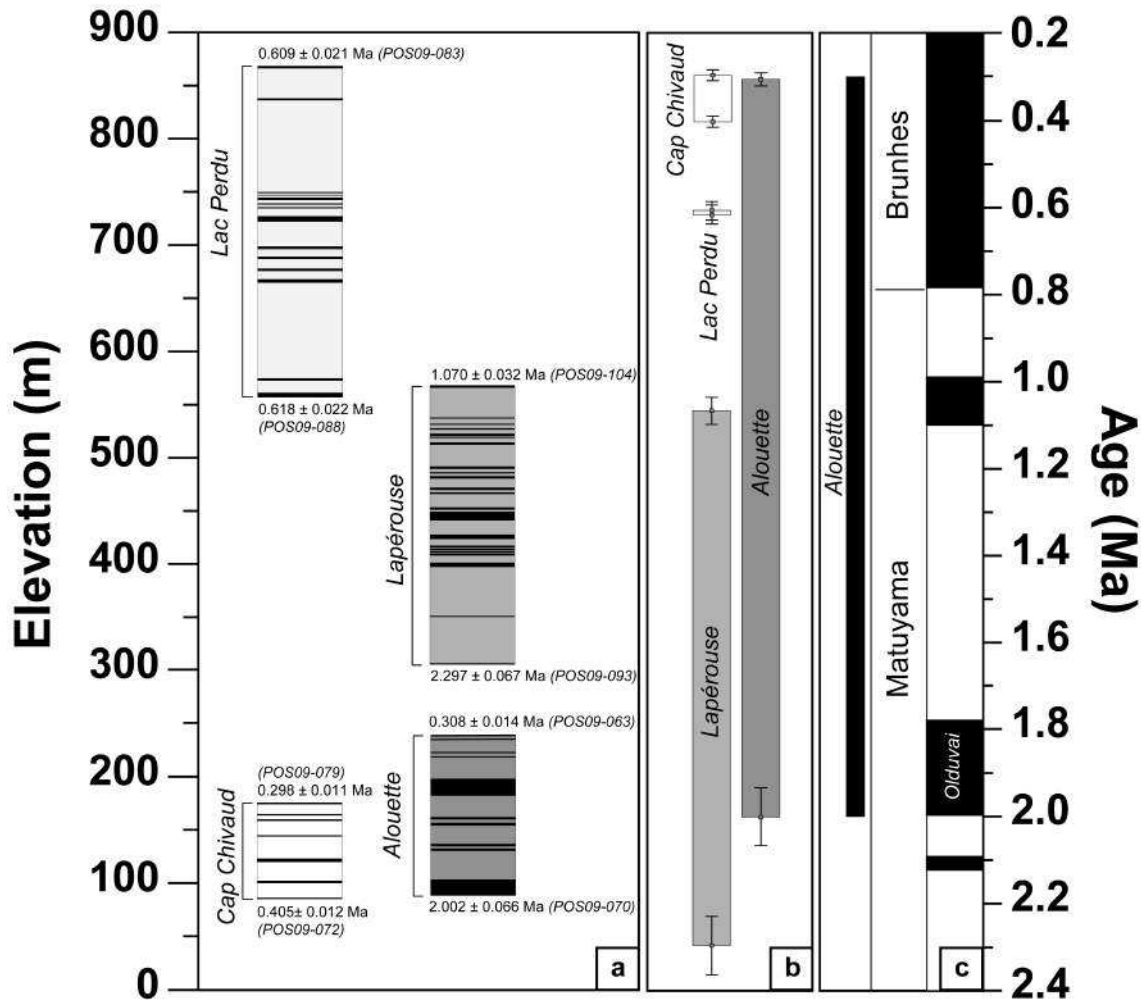 Elevation (m)
900
800
700
600
500
400
300
200
100
0
0.609 ± 0.021 Ma (POS09-083)
Lac Perdu
0.618 ± 0.022 Ma
(POS09-088)
1.070 ± 0.032 Ma (POS09-104)
Lapérouse
2.297 ± 0.067 Ma (POS09-093)
0.308 ± 0.014 Ma (POS09-063)
Alouette
2.002 ± 0.066 Ma (POS09-070)
(POS09-079)
0.298 ± 0.011 Ma
Cap Chivaud
0.405± 0.012 Ma
(POS09-072)
a
Cap Chivaud
Lac Perdu
Lapérouse
Alouette
b
Alouette
Brunhes
Matuyama
Olduvai
c
0.2
0.4
0.6
0.8
1.0
1.2
1.4
1.6
1.8
2.0
2.2
2.4
Age (Ma)